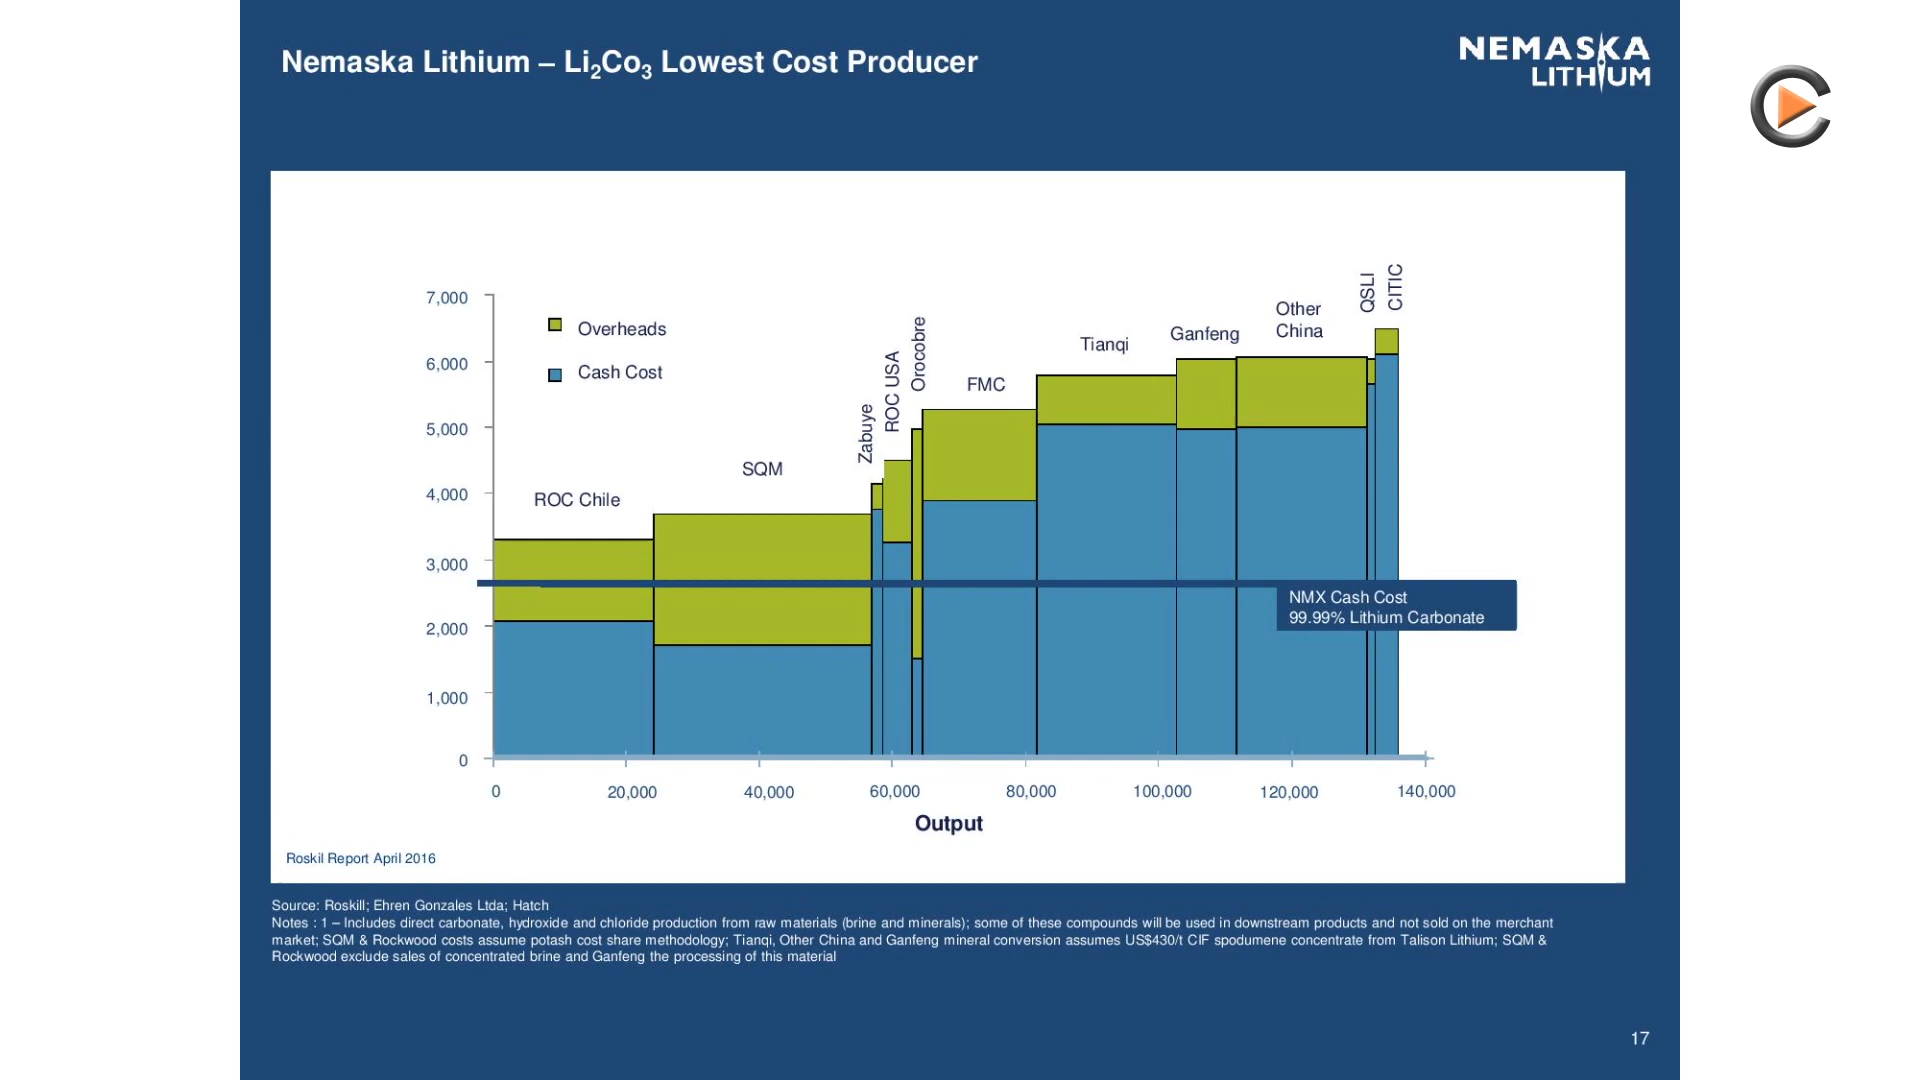 Nemaska Lithium – Li2Co3 Lowest Cost Producer
NEMASKA
LITHIUM
7,000
6,000
5,000
4,000
3,000
2,000
1,000
0
Overheads
Cash Cost
ROC Chile
SQM
Zabuye
ROC USA
Orocobre
FMC
Tianqi
Ganfeng
Other
China
QSLI
CITIC
NMX Cash Cost
99.99% Lithium Carbonate
0 20,000 40,000 60,000 80,000 100,000 120,000 140,000
Output
Roskil Report April 2016
Source: Roskill; Ehren Gonzales Ltda; Hatch
Notes : 1 – Includes direct carbonate, hydroxide and chloride production from raw materials (brine and minerals); some of these compounds will be used in downstream products and not sold on the merchant
market; SQM & Rockwood costs assume potash cost share methodology; Tianqi, Other China and Ganfeng mineral conversion assumes US$430/t CIF spodumene concentrate from Talison Lithium; SQM &
Rockwood exclude sales of concentrated brine and Ganfeng the processing of this material
17